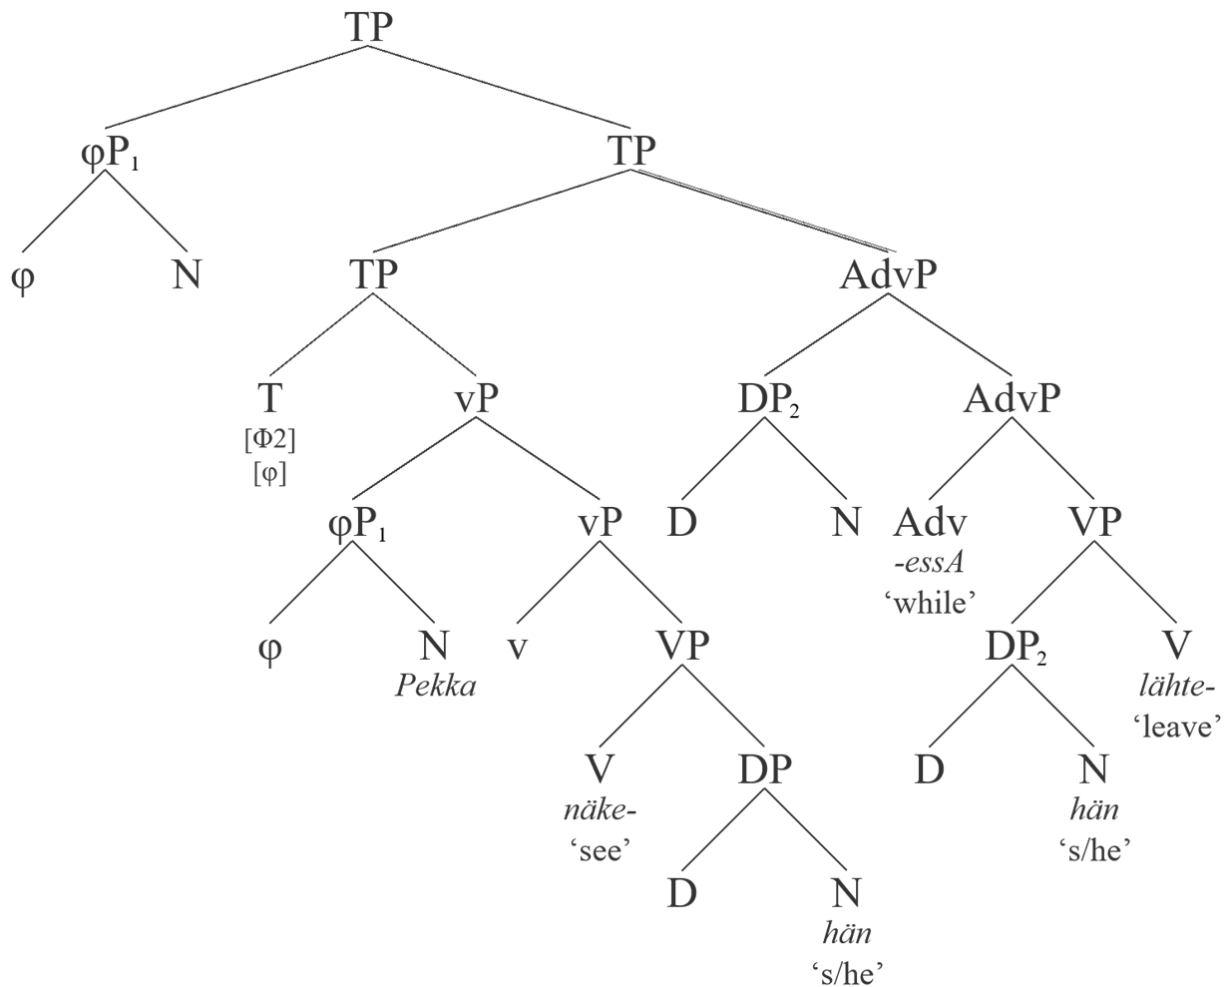 TP
φP₁ TP
φ N TP AdvP
T vP DP₂ AdvP
[Φ2]
[φ]
φP₁ vP D N Adv VP
-essA
‘while’
φ N v VP DP₂ V
Pekka lähte-
‘leave’
V DP D N
näke- hän
‘see’ ‘s/he’
D N
hän
‘s/he’